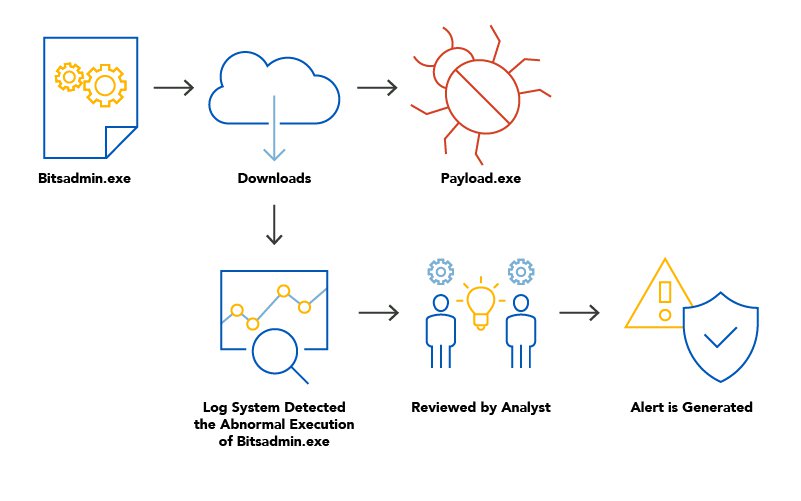 Bitsadmin.exe
Downloads
Payload.exe
Log System Detected
the Abnormal Execution
of Bitsadmin.exe
Reviewed by Analyst
Alert is Generated